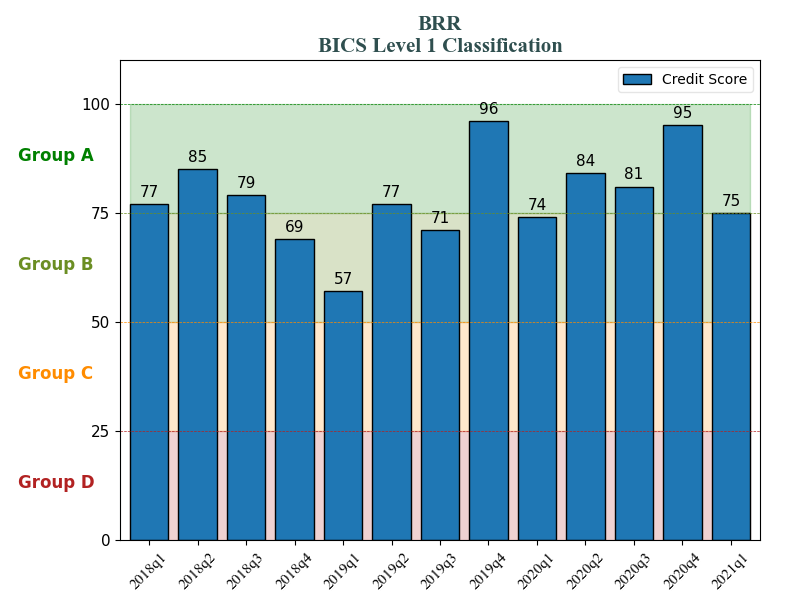 BRR
BICS Level 1 Classification
Credit Score
100
75
50
25
0
Group A
Group B
Group C
Group D
77
85
79
69
57
77
71
96
74
84
81
95
75
2018q1
2018q2
2018q3
2018q4
2019q1
2019q2
2019q3
2019q4
2020q1
2020q2
2020q3
2020q4
2021q1